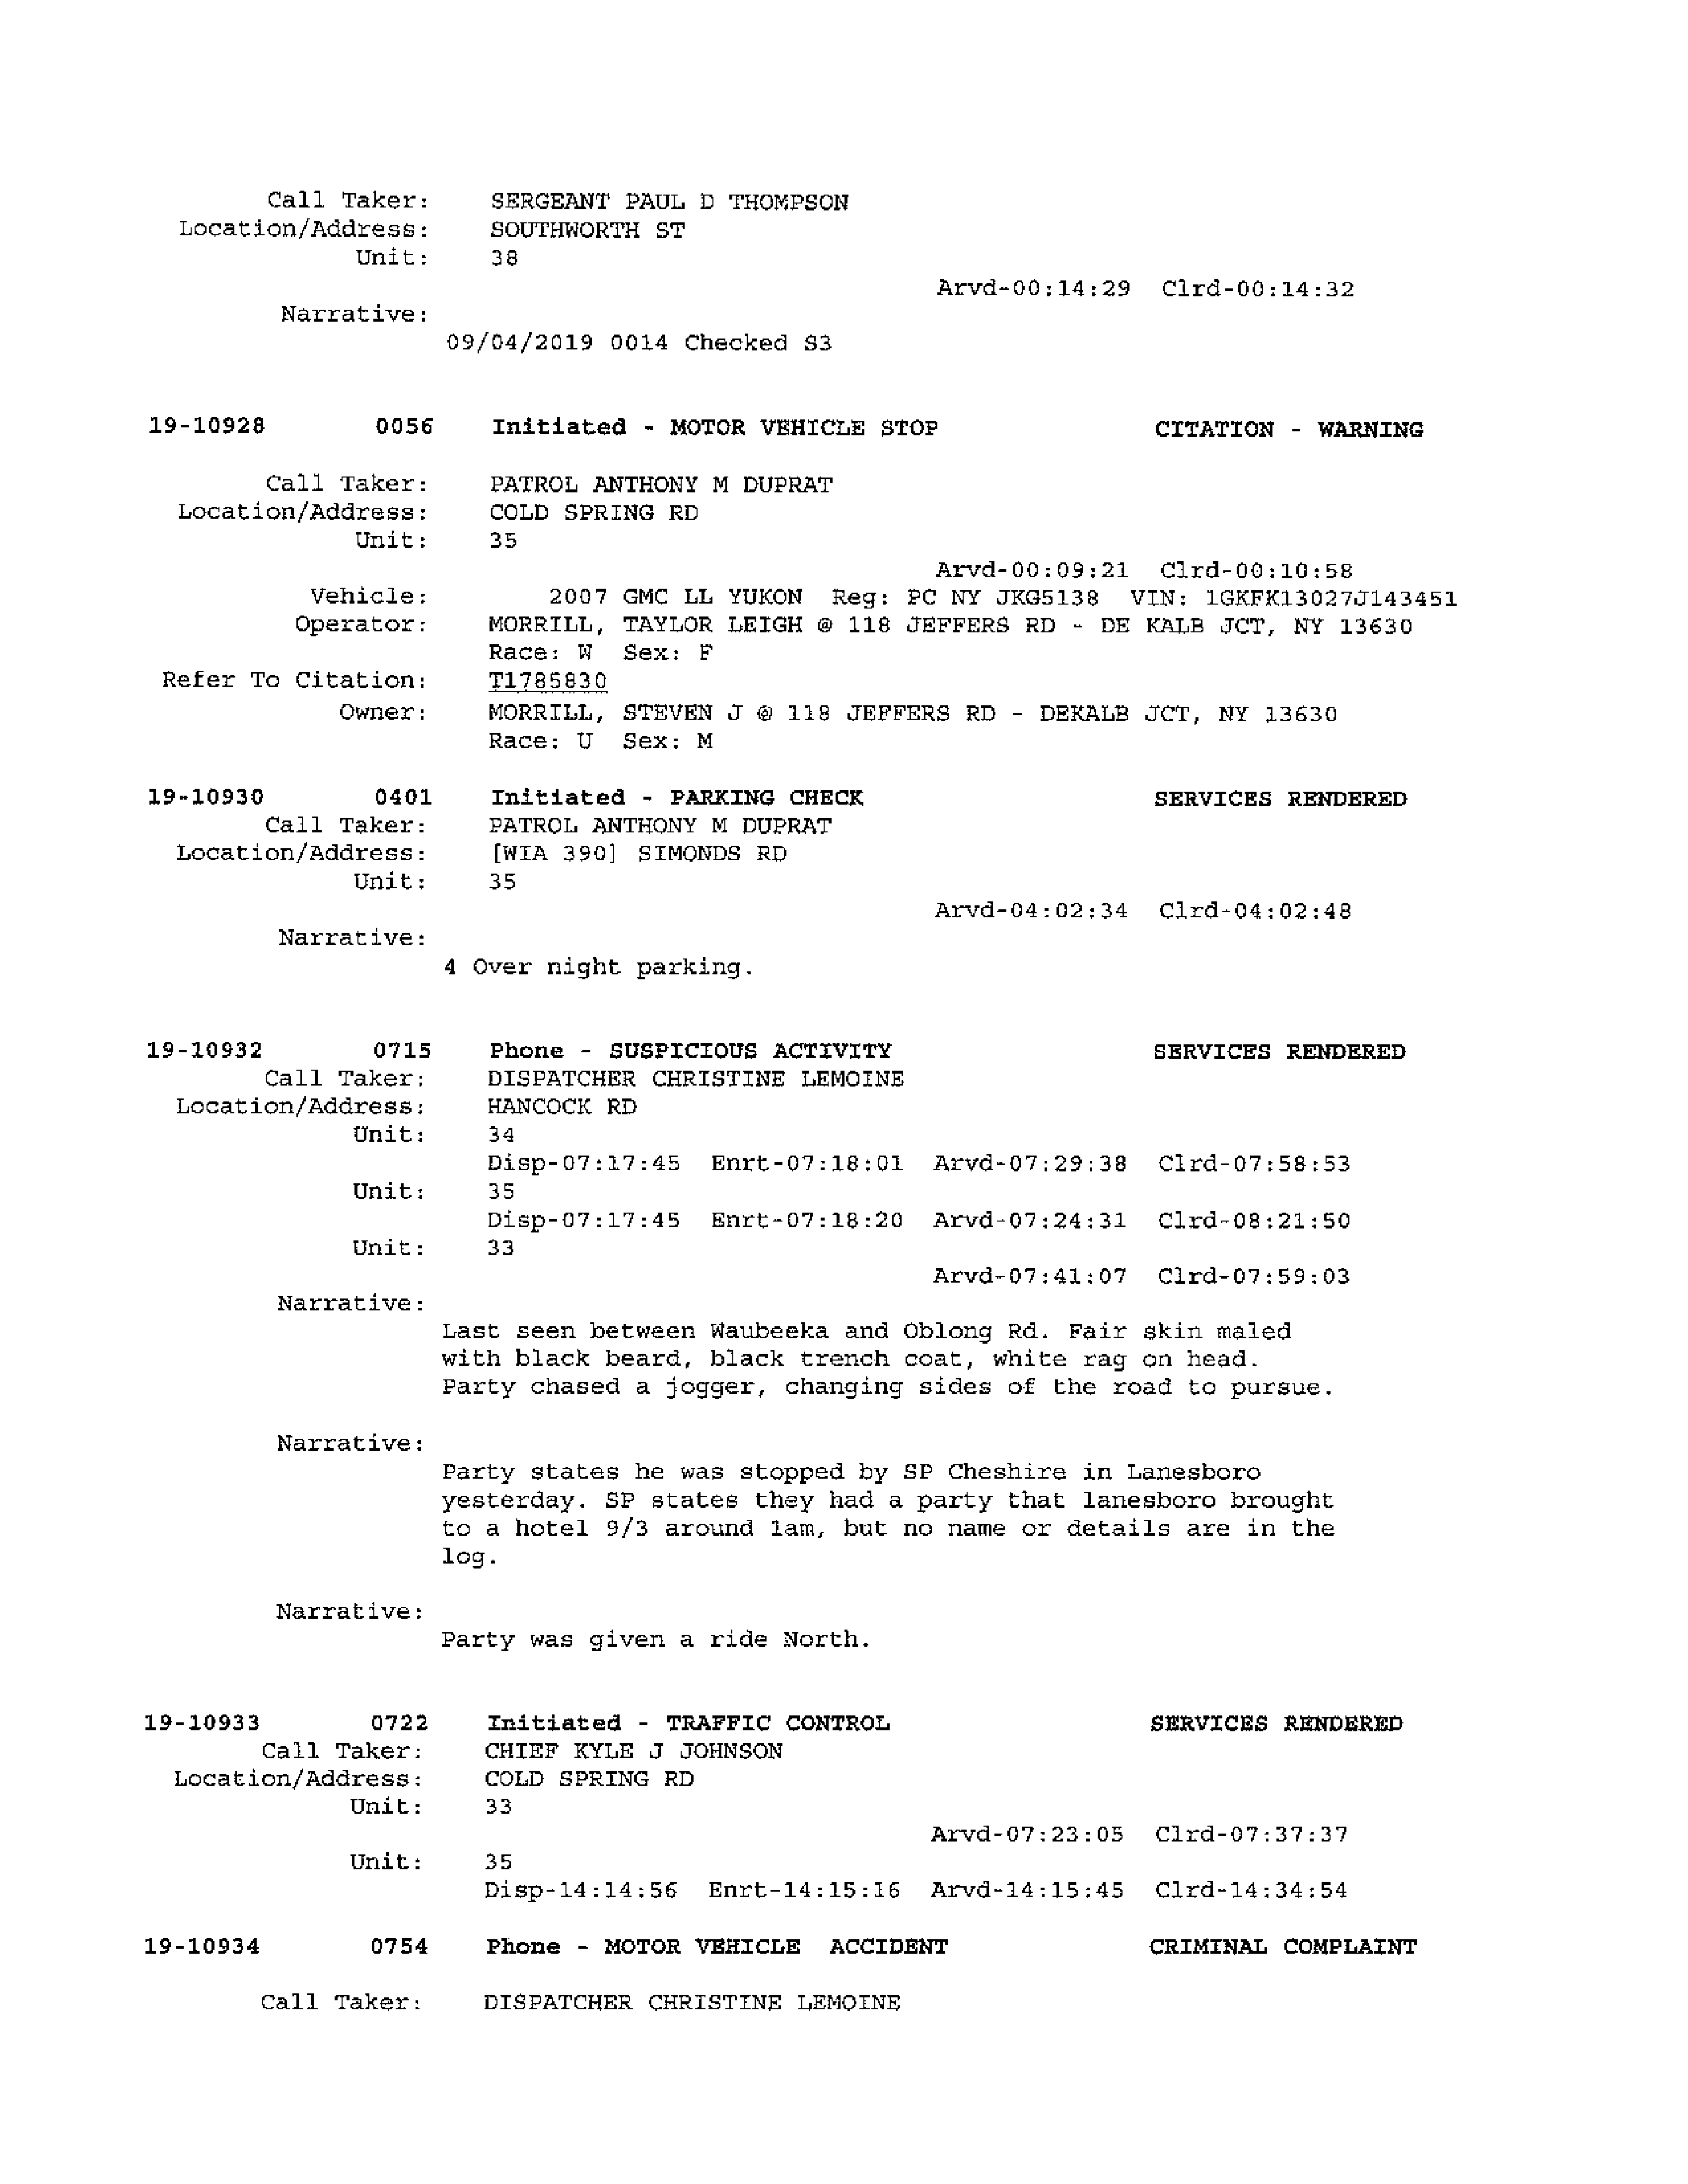 Call Taker: SERGEANT PAUL D THOMPSON
Location/Address: SOUTHWORTH ST
Unit: 38
Arvd-00:14:29 Clrd-00:14:32
Narrative:
09/04/2019 0014 Checked S3
19-10928 0056 Initiated - MOTOR VEHICLE STOP CITATION - WARNING
Call Taker: PATROL ANTHONY M DUPRAT
Location/Address: COLD SPRING RD
Unit: 35
Arvd-00:09:21 Clrd-00:10:58
Vehicle: 2007 GMC LL YUKON Reg: PC NY JKG5138 VIN: 1GKFK13027J143451
Operator: MORRILL, TAYLOR LEIGH @ 118 JEFFERS RD - DE KALB JCT, NY 13630
Race: W Sex: F
Refer To Citation: T1785830
Owner: MORRILL, STEVEN J @ 118 JEFFERS RD - DEKALB JCT, NY 13630
Race: U Sex: M
19-10930 0401 Initiated - PARKING CHECK SERVICES RENDERED
Call Taker: PATROL ANTHONY M DUPRAT
Location/Address: [WIA 390] SIMONDS RD
Unit: 35
Arvd-04:02:34 Clrd-04:02:48
Narrative:
4 Over night parking.
19-10932 0715 Phone - SUSPICIOUS ACTIVITY SERVICES RENDERED
Call Taker: DISPATCHER CHRISTINE LEMOINE
Location/Address: HANCOCK RD
Unit: 34
Disp-07:17:45 Enrt-07:18:01 Arvd-07:29:38 Clrd-07:58:53
Unit: 35
Disp-07:17:45 Enrt-07:18:20 Arvd-07:24:31 Clrd-08:21:50
Unit: 33
Arvd-07:41:07 Clrd-07:59:03
Narrative:
Last seen between Waubeeka and Oblong Rd. Fair skin maled
with black beard, black trench coat, white rag on head.
Party chased a jogger, changing sides of the road to pursue.
Narrative:
Party states he was stopped by SP Cheshire in Lanesboro
yesterday. SP states they had a party that lanesboro brought
to a hotel 9/3 around 1am, but no name or details are in the
log.
Narrative:
Party was given a ride North.
19-10933 0722 Initiated - TRAFFIC CONTROL SERVICES RENDERED
Call Taker: CHIEF KYLE J JOHNSON
Location/Address: COLD SPRING RD
Unit: 33
Arvd-07:23:05 Clrd-07:37:37
Unit: 35
Disp-14:14:56 Enrt-14:15:16 Arvd-14:15:45 Clrd-14:34:54
19-10934 0754 Phone - MOTOR VEHICLE ACCIDENT CRIMINAL COMPLAINT
Call Taker: DISPATCHER CHRISTINE LEMOINE